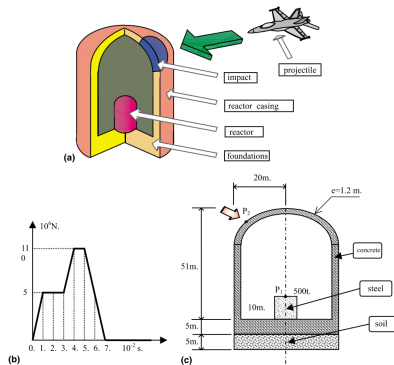 projectile
impact
reactor casing
reactor
foundations
(a)
10⁶N.
11
0
5
0. 1. 2. 3. 4. 5. 6. 7. 10⁻² s.
(b)
20m.
e=1.2 m.
P₂
concrete
51m.
P₁ 500t.
steel
10m.
5m.
soil
5m.
(c)